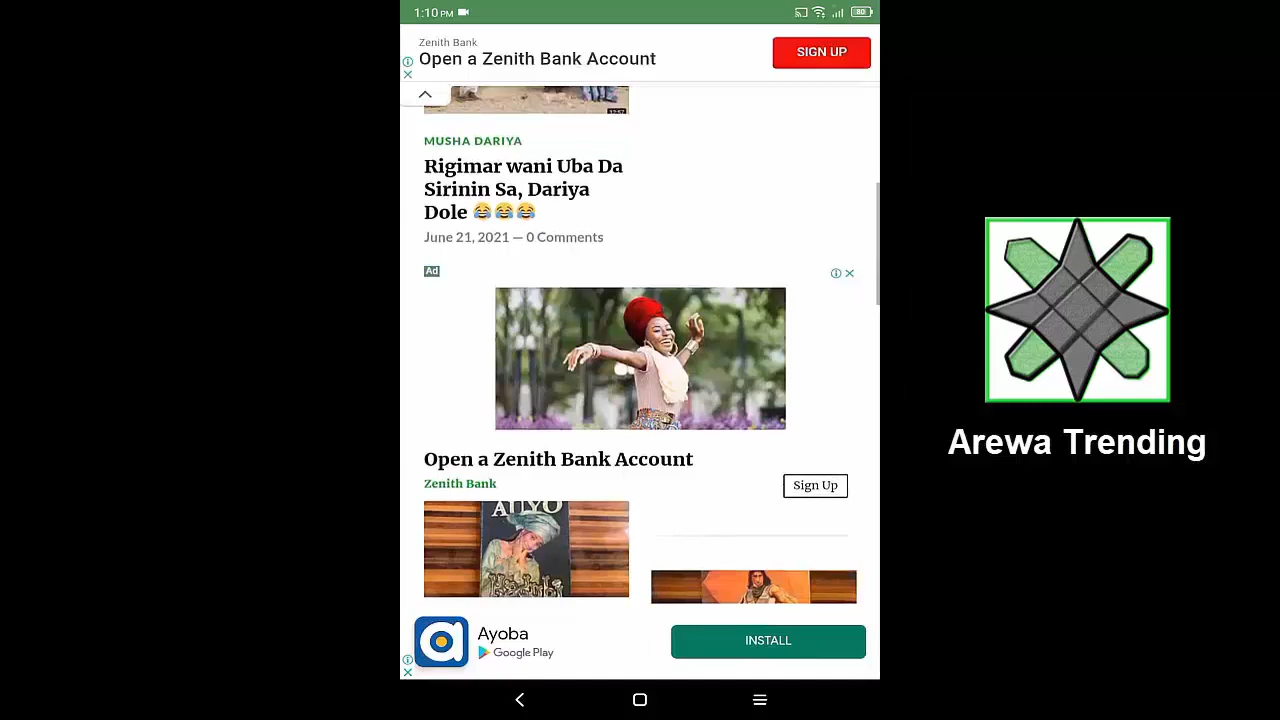 1:10 PM
80
Zenith Bank
Open a Zenith Bank Account
SIGN UP
MUSHA DARIYA
Rigimar wani Uba Da
Sirinin Sa, Dariya
Dole 😂😂😂
June 21, 2021 — 0 Comments
Ad
Open a Zenith Bank Account
Zenith Bank
Sign Up
Ayoba
Google Play
INSTALL
Arewa Trending